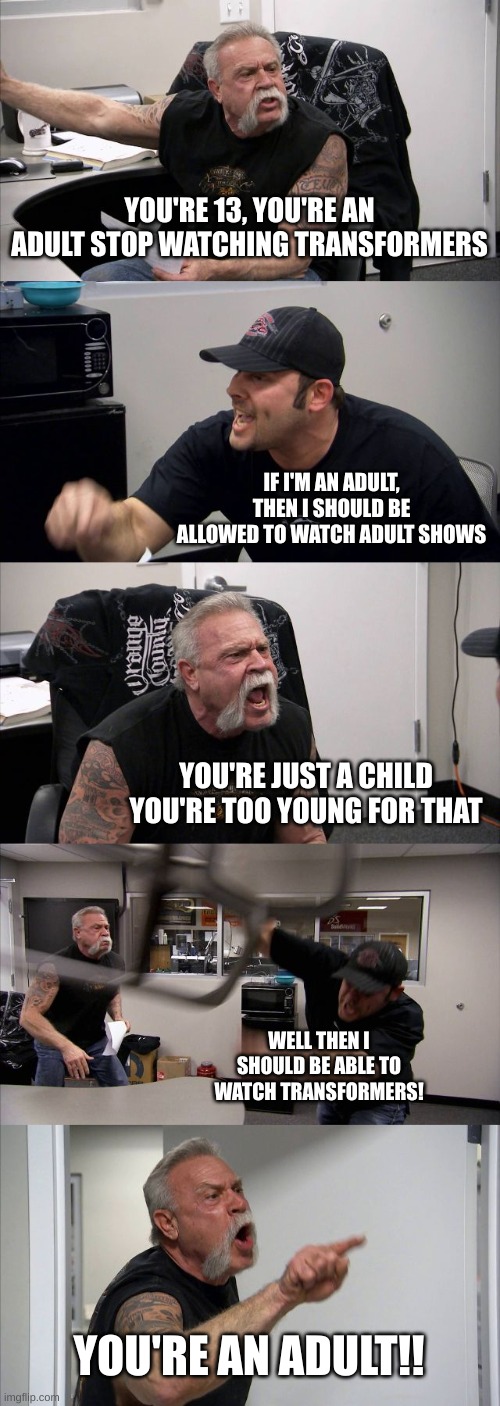 YOU'RE 13, YOU'RE AN
ADULT STOP WATCHING TRANSFORMERS
IF I'M AN ADULT,
THEN I SHOULD BE
ALLOWED TO WATCH ADULT SHOWS
Orange
County
YOU'RE JUST A CHILD
YOU'RE TOO YOUNG FOR THAT
WELL THEN I
SHOULD BE ABLE TO
WATCH TRANSFORMERS!
YOU'RE AN ADULT!!
imgflip.com